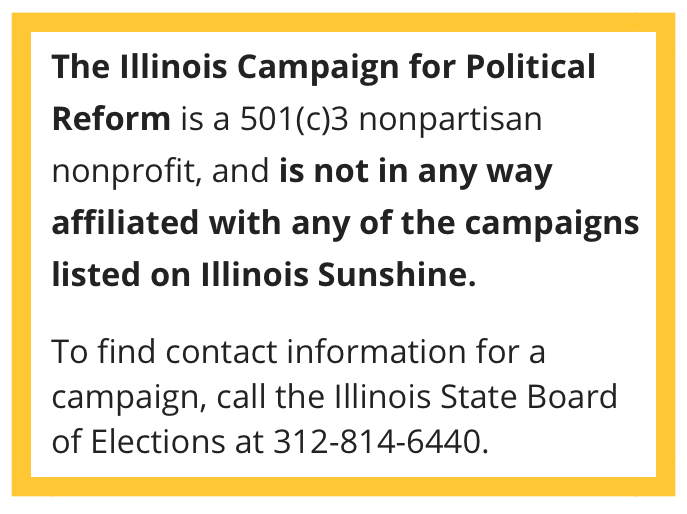 The Illinois Campaign for Political
Reform is a 501(c)3 nonpartisan
nonprofit, and is not in any way
affiliated with any of the campaigns
listed on Illinois Sunshine.
To find contact information for a
campaign, call the Illinois State Board
of Elections at 312-814-6440.